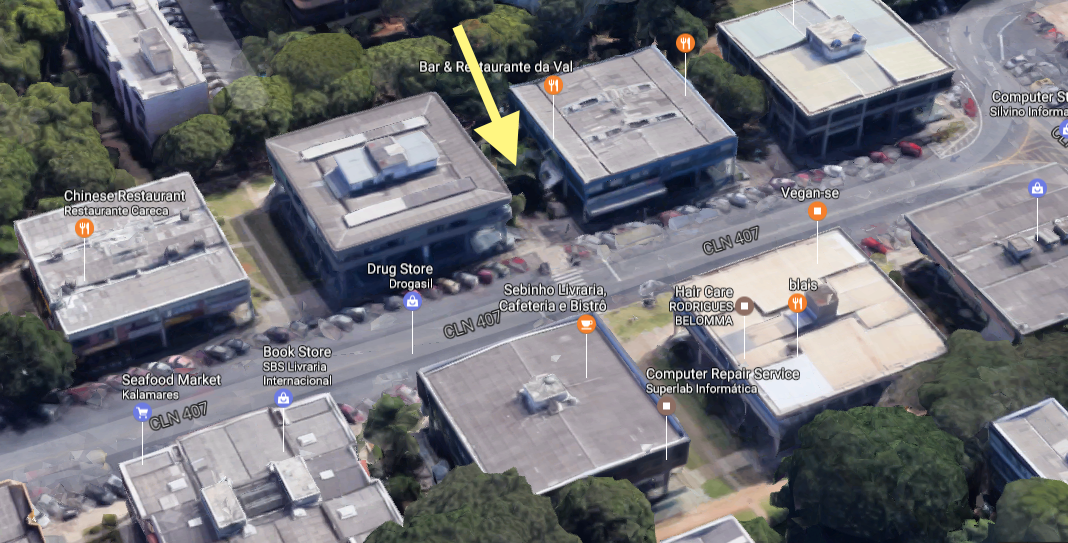 Bar & Restaurante da Val
Computer
Silvino Informa
Chinese Restaurant
Restaurante Careca
Vegan-se
CLN 407
Drug Store
Drogasil
Sebinho Livraria,
Cafeteria e Bistrô
Hair Care
RODRIGUES
BELOMMA
blais
CLN 407
Book Store
SBS Livraria
Internacional
Computer Repair Service
Superlab Informática
Seafood Market
Kalamares
CLN 407